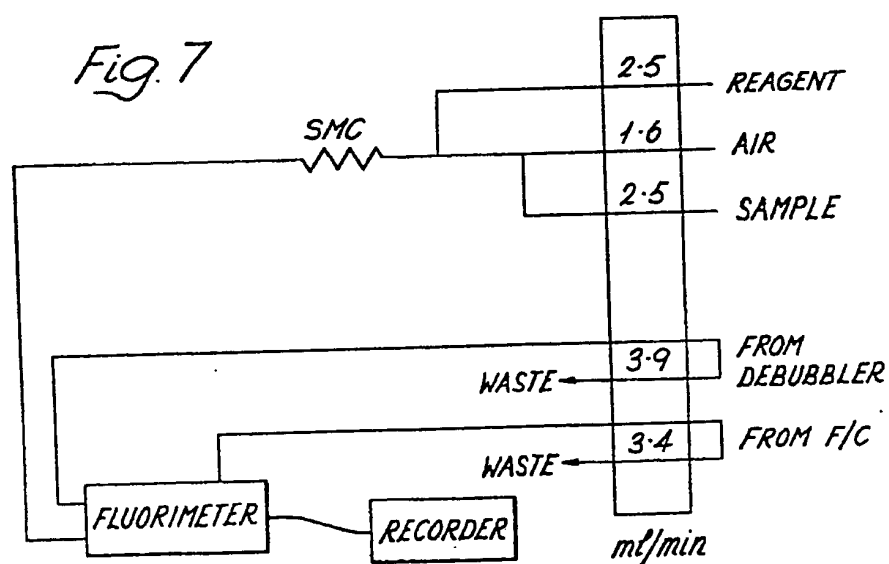 Fig. 7
2·5 REAGENT
SMC
1·6 AIR
2·5 SAMPLE
3·9 FROM
WASTE DEBUBBLER
3·4 FROM F/C
WASTE
FLUORIMETER
RECORDER
ml/min